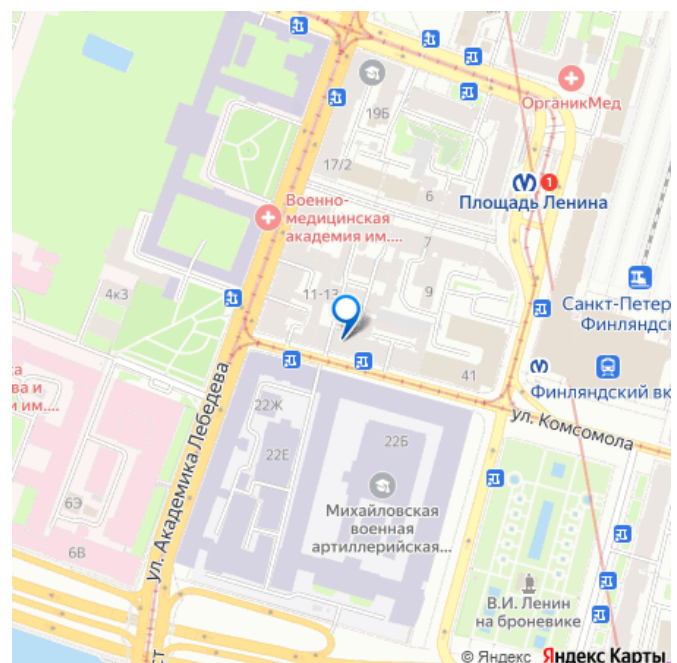 ОрганикМед
19Б
17/2
Площадь Ленина
1
6
Военно-
медицинская
академия им....
7
4к3
11-13
9
Санкт-Петер
Финляндск
41
Финляндский вк
ул. Комсомола
ул. Академика Лебедева
22Ж
22Б
22Е
6Э
6В
Михайловская
военная
артиллерийская...
В.И. Ленин
на броневике
© Яндекс Яндекс Карты